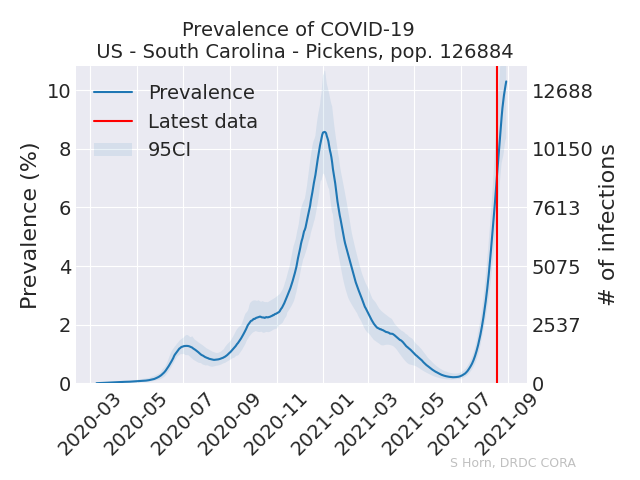 Prevalence of COVID-19
US - South Carolina - Pickens, pop. 126884
Prevalence
Latest data
95CI
Prevalence (%)
10
8
6
4
2
0
12688
10150
7613
5075
2537
0
# of infections
2020-03
2020-05
2020-07
2020-09
2020-11
2021-01
2021-03
2021-05
2021-07
2021-09
S Horn, DRDC CORA